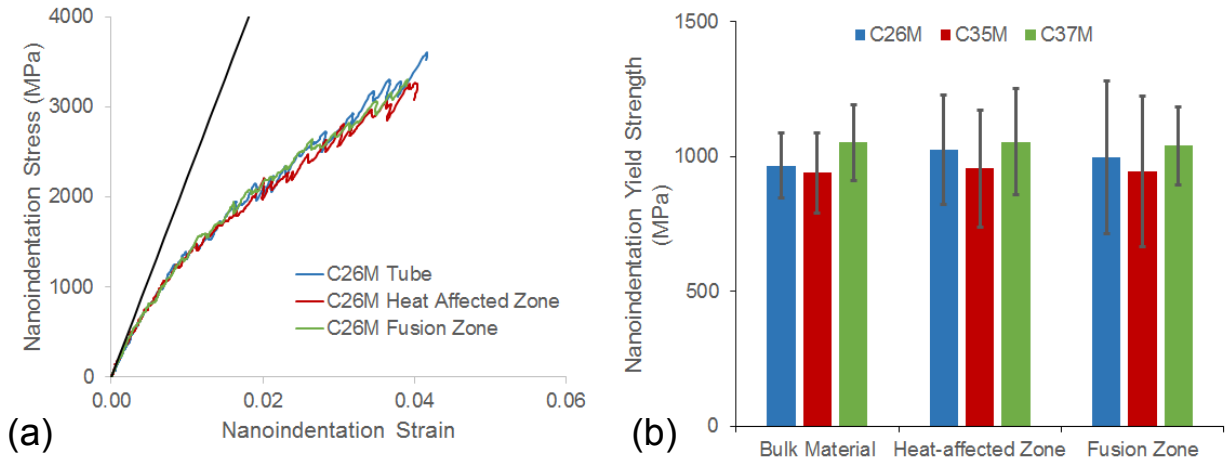 4000
3000
2000
1000
0
0.00
0.02
0.04
0.06
Nanoindentation Stress (MPa)
Nanoindentation Strain
C26M Tube
C26M Heat Affected Zone
C26M Fusion Zone
(a)
1500
1000
500
0
Nanoindentation Yield Strength
(MPa)
C26M C35M C37M
Bulk Material Heat-affected Zone Fusion Zone
(b)